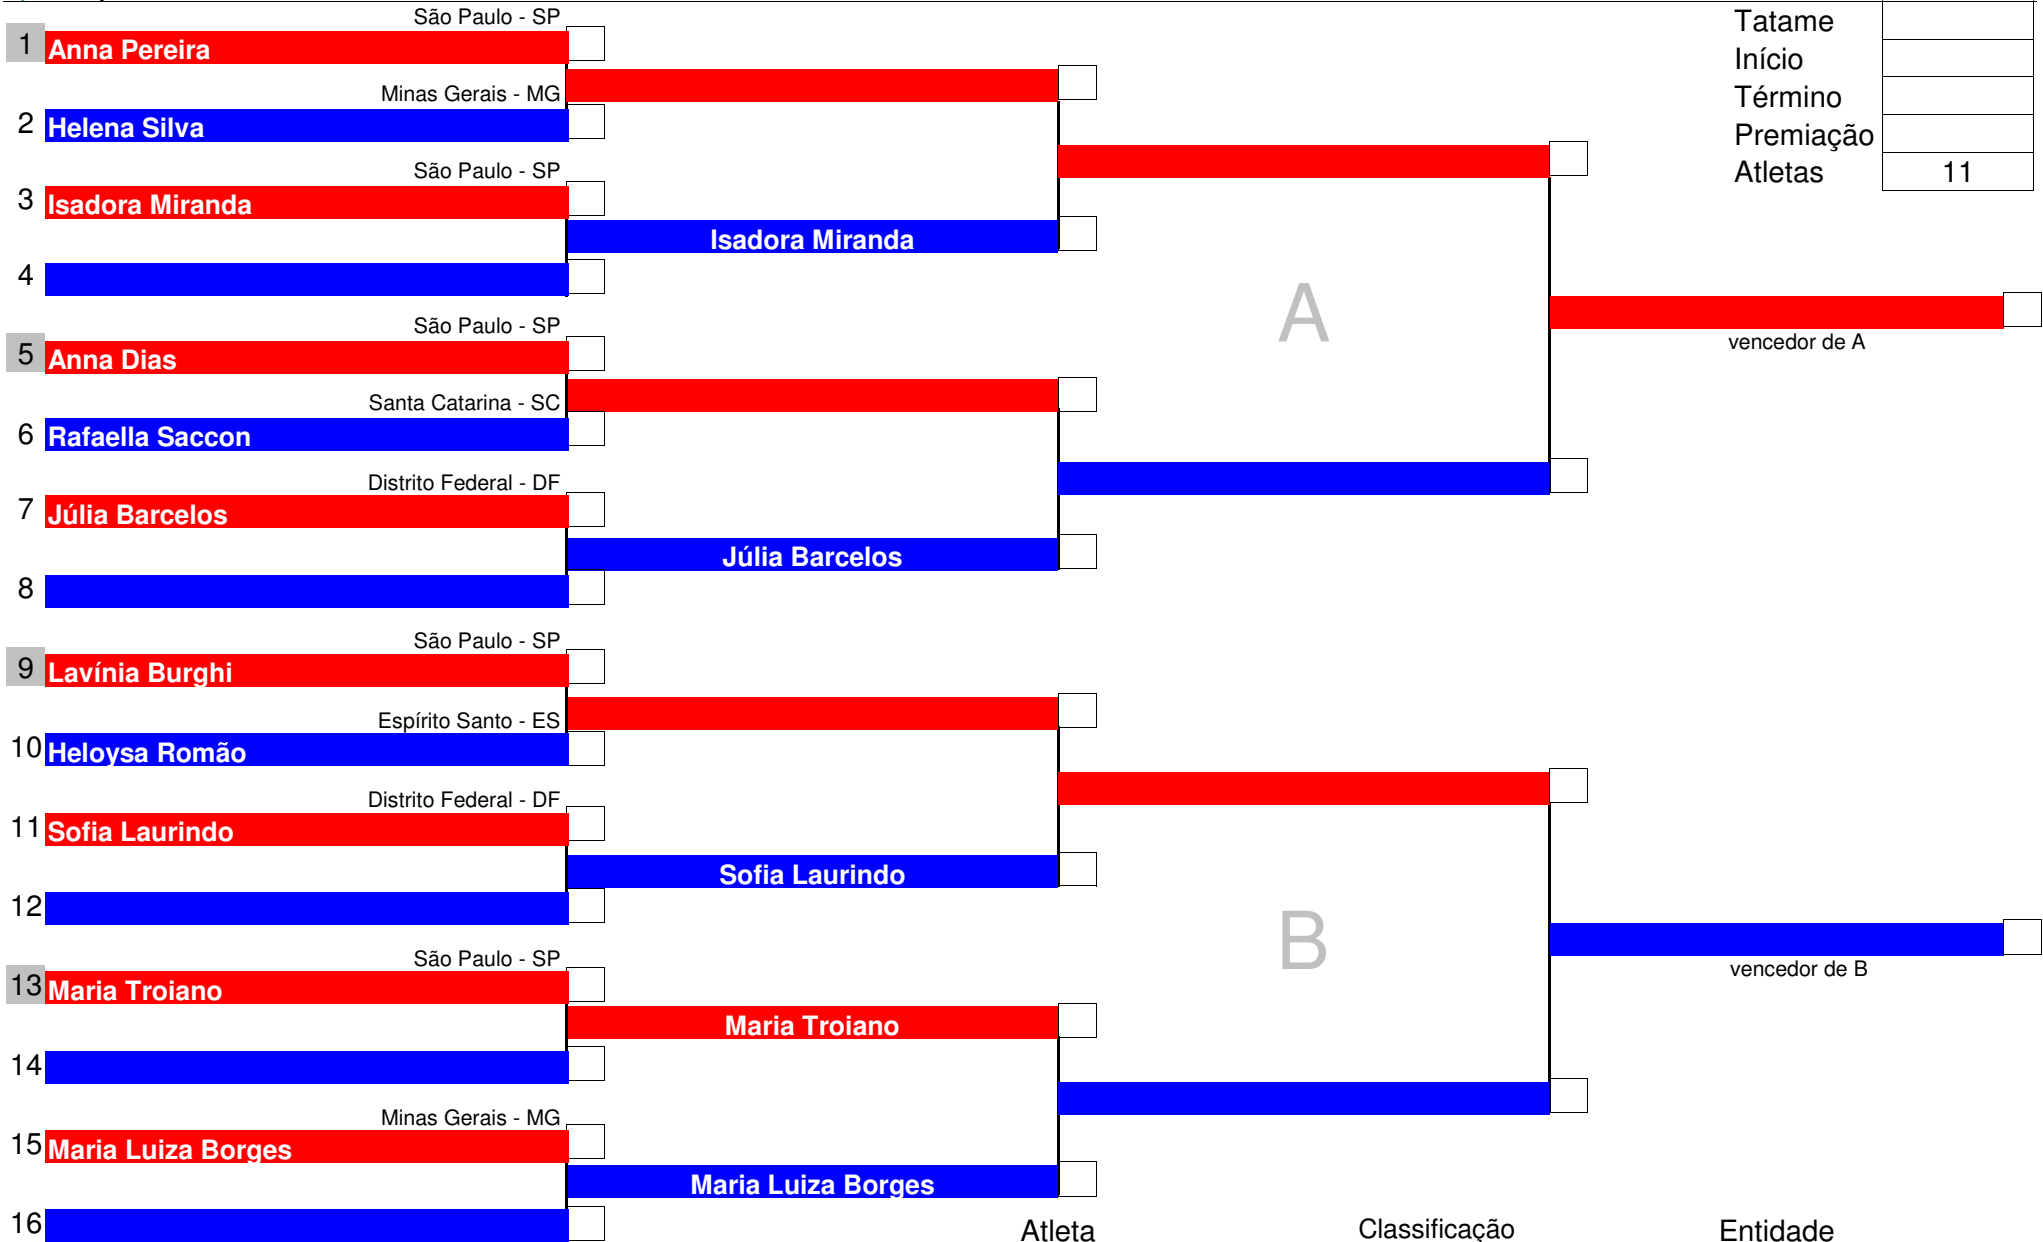 São Paulo - SP
1 Anna Pereira
Minas Gerais - MG
2 Helena Silva
São Paulo - SP
3 Isadora Miranda
Isadora Miranda
4
São Paulo - SP
5 Anna Dias
Santa Catarina - SC
6 Rafaella Saccon
Distrito Federal - DF
7 Júlia Barcelos
Júlia Barcelos
8
São Paulo - SP
9 Lavínia Burghi
Espírito Santo - ES
10 Heloysa Romão
Distrito Federal - DF
11 Sofia Laurindo
Sofia Laurindo
12
São Paulo - SP
13 Maria Troiano
Maria Troiano
14
Minas Gerais - MG
15 Maria Luiza Borges
Maria Luiza Borges
16
A
B
vencedor de A
vencedor de B
Tatame
Início
Término
Premiação
Atletas 11
Atleta Classificação Entidade